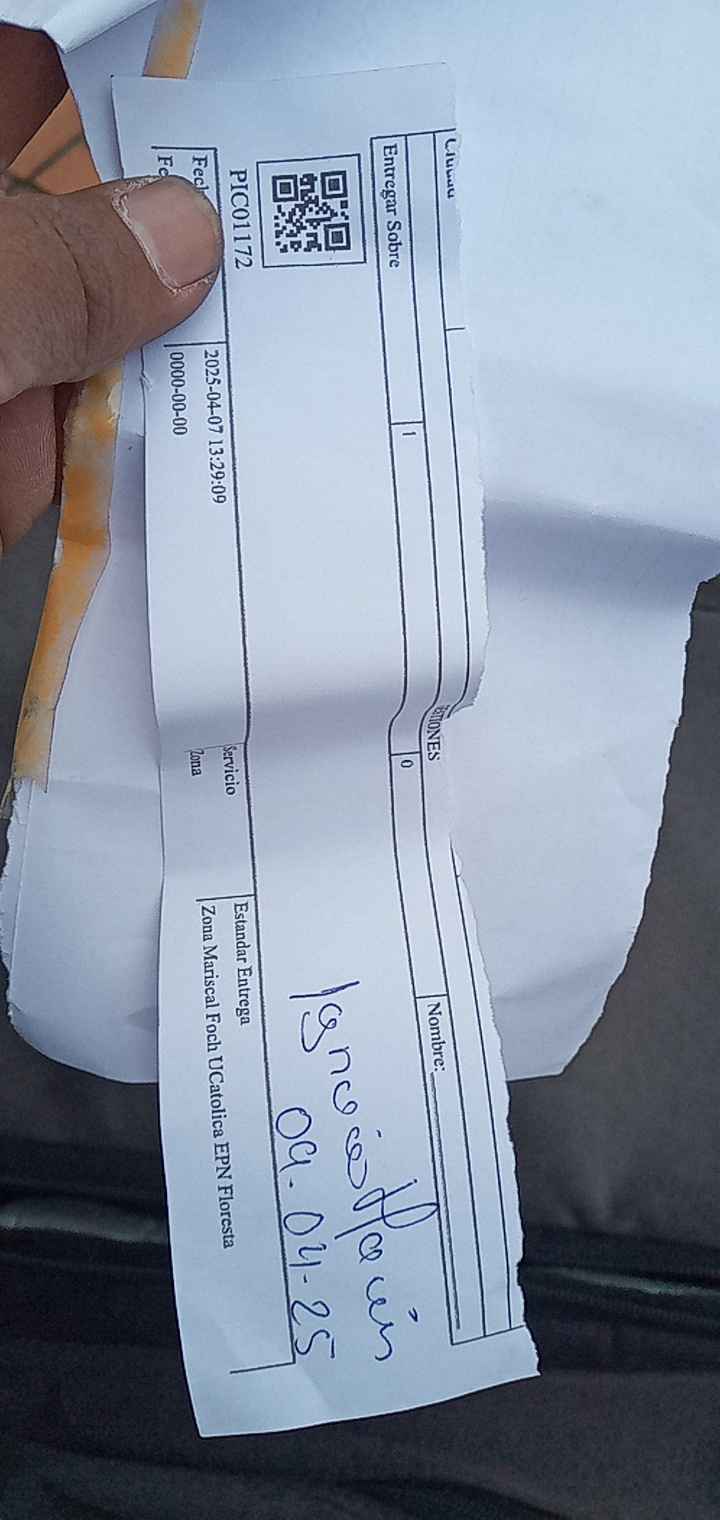 Entregar Sobre 1 0
Nombre:
PIC01172
Ignacio
09-04-25
2025-04-07 13:29:09 Servicio Estandar Entrega
0000-00-00 Zona Zona Mariscal Foch UCatolica EPN Floresta